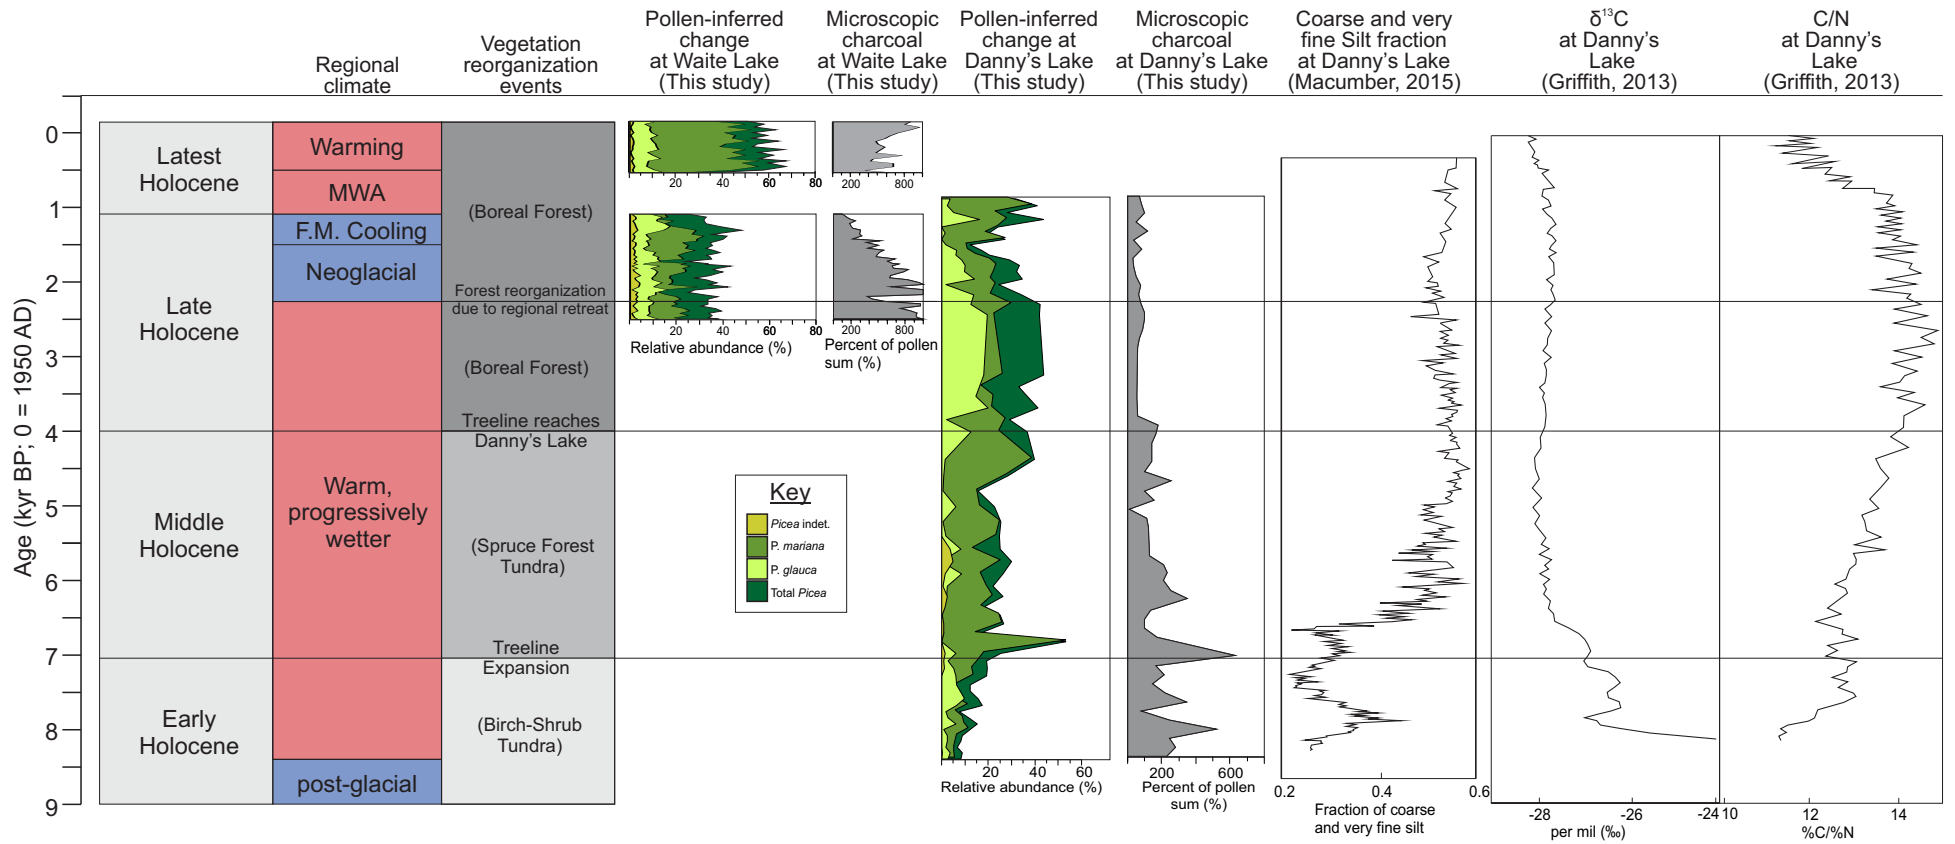 Regional
climate
Vegetation
reorganization
events
Pollen-inferred
change
at Waite Lake
(This study)
Microscopic
charcoal
at Waite Lake
(This study)
Pollen-inferred
change at
Danny's Lake
(This study)
Microscopic
charcoal
at Danny's Lake
(This study)
Coarse and very
fine Silt fraction
at Danny's Lake
(Macumber, 2015)
δ¹³C
at Danny's
Lake
(Griffith, 2013)
C/N
at Danny's
Lake
(Griffith, 2013)
Age (kyr BP; 0 = 1950 AD)
0
1
2
3
4
5
6
7
8
9
Latest
Holocene
Late
Holocene
Middle
Holocene
Early
Holocene
Warming
MWA
F.M. Cooling
Neoglacial
Warm,
progressively
wetter
post-glacial
(Boreal Forest)
Forest reorganization
due to regional retreat
(Boreal Forest)
Treeline reaches
Danny's Lake
(Spruce Forest
Tundra)
Treeline
Expansion
(Birch-Shrub
Tundra)
20 40 60 80
200 800
20 40 60 80
Relative abundance (%)
200 800
Percent of pollen
sum (%)
Key
Picea indet.
P. mariana
P. glauca
Total Picea
20 40 60
Relative abundance (%)
200 600
Percent of pollen
sum (%)
0.2 0.4 0.6
Fraction of coarse
and very fine silt
-28 -26 -24
per mil (‰)
10 12 14
%C/%N